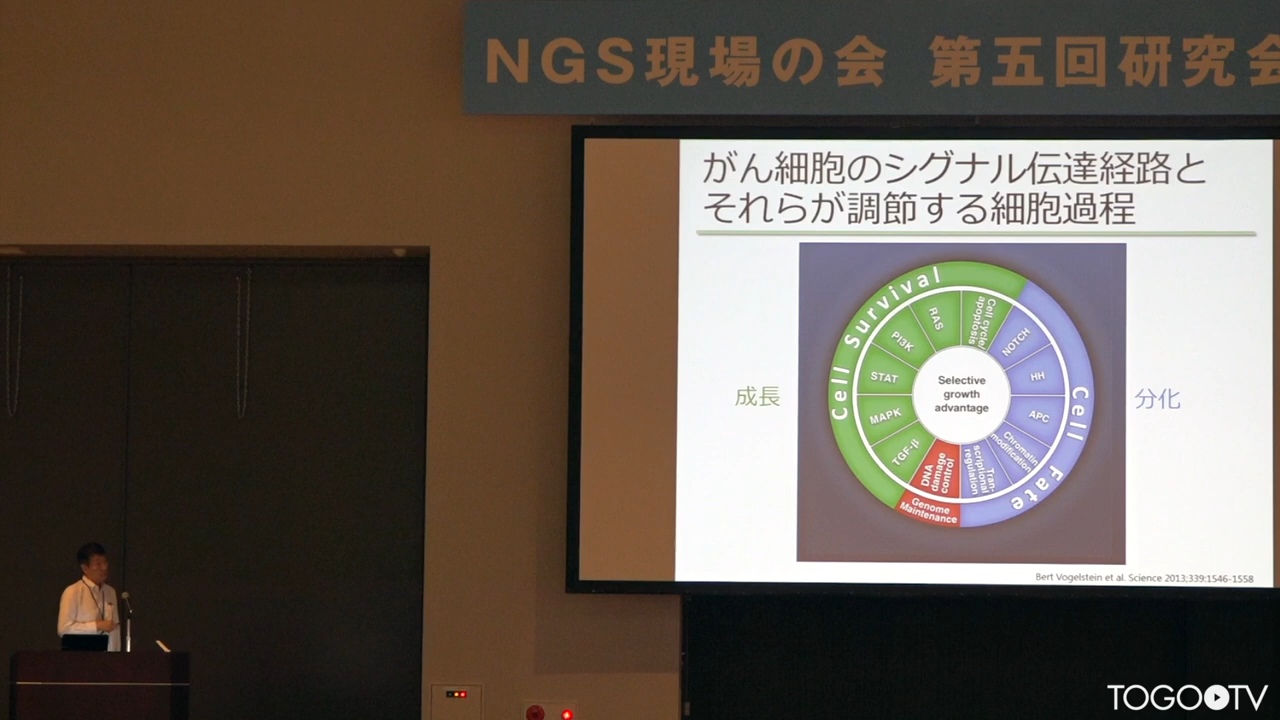 NGS現場の会 第五回研究会
がん細胞のシグナル伝達経路と
それらが調節する細胞過程
Cell Survival
Cell cycle/
apoptosis
RAS
PI3K
STAT
MAPK
TGF-β
NOTCH
HH
APC
Chromatin
modification
Tran-
scriptional
regulation
DNA
damage
control
Genome
Maintenance
Cell Fate
Selective
growth
advantage
成長
分化
Bert Vogelstein et al. Science 2013;339:1546-1558
TOGO TV